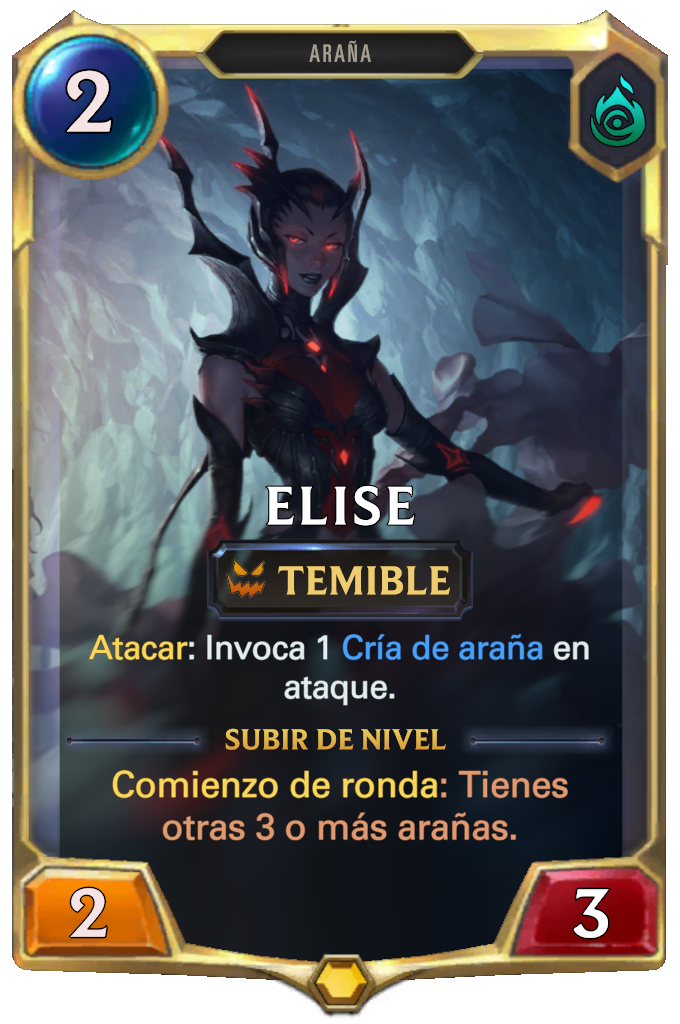 ARAÑA
2
ELISE
TEMIBLE
Atacar: Invoca 1 Cría de araña en
ataque.
SUBIR DE NIVEL
Comienzo de ronda: Tienes
otras 3 o más arañas.
2
3